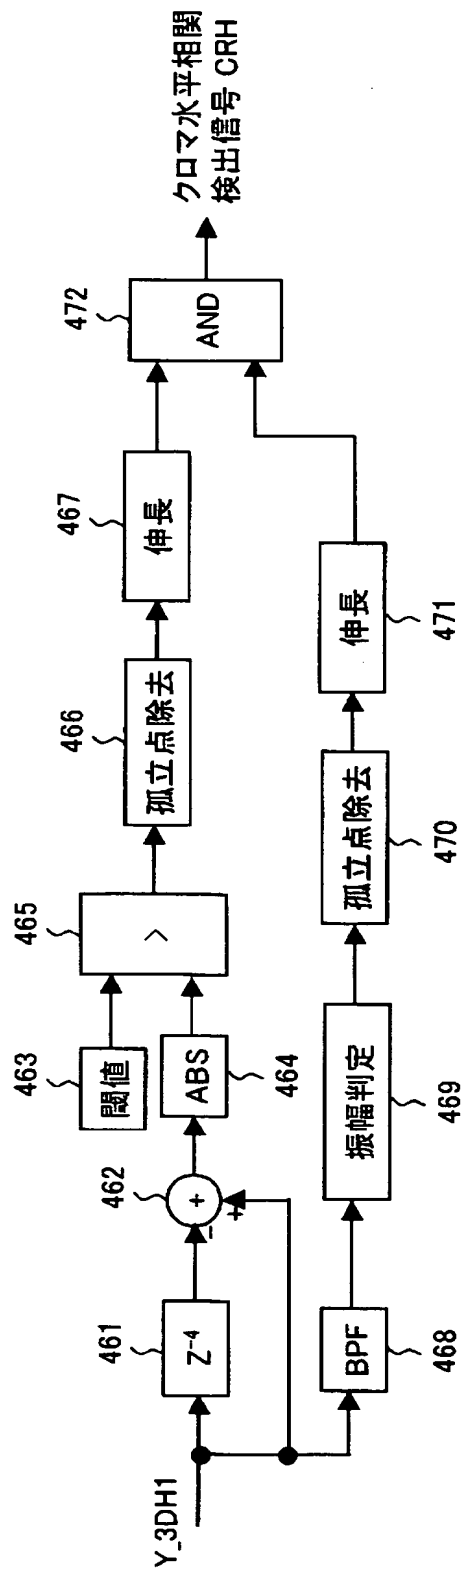 Y_3DH1
461
Z⁻⁴
462
+
-
+
463
閾値
ABS
464
465
<
466
孤立点除去
467
伸長
472
AND
クロマ水平相関
検出信号 CRH
BPF
468
振幅判定
469
孤立点除去
470
伸長
471